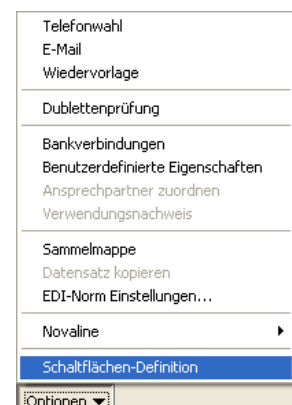 Telefonwahl
E-Mail
Wiedervorlage
Dublettenprüfung
Bankverbindungen
Benutzerdefinierte Eigenschaften
Ansprechpartner zuordnen
Verwendungsnachweis
Sammelmappe
Datensatz kopieren
EDI-Norm Einstellungen...
Novaline
Schaltflächen-Definition
Optionen